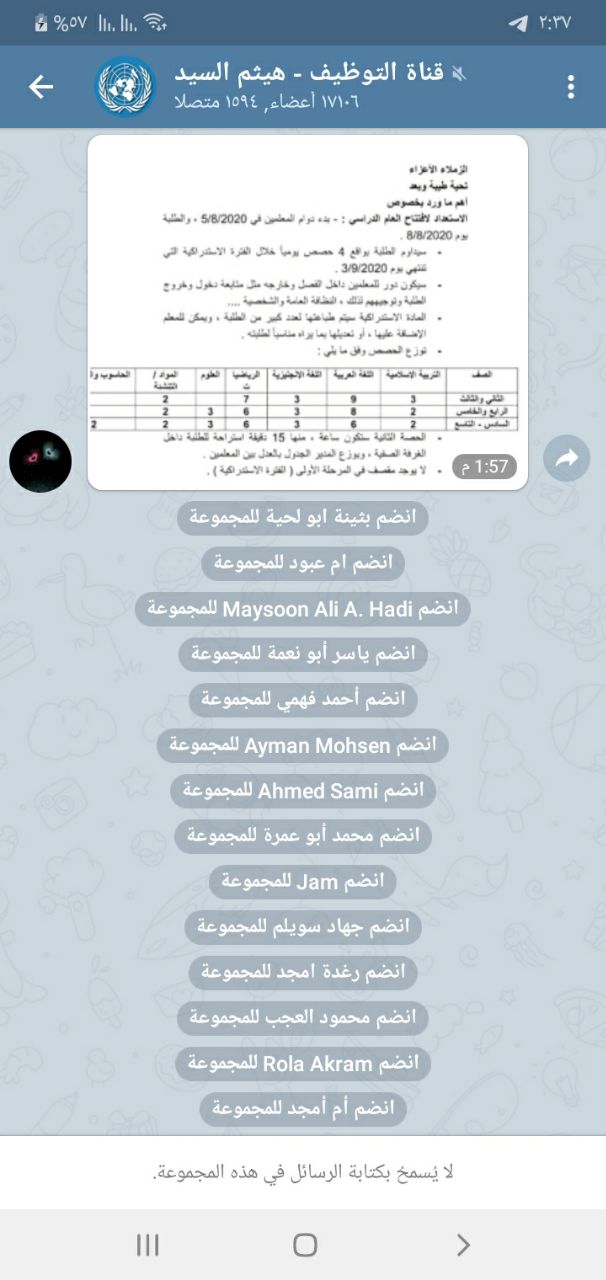 %٥٧ ٢:٣٧
قناة التوظيف - هيثم السيد
١٧١٠٦ أعضاء, ١٥٩٤ متصلا
الزملاء الأعزاء
تحية طيبة وبعد
أهم ما ورد بخصوص
الاستعداد لافتتاح العام الدراسي : - بدء دوام المعلمين في 5/8/2020 ، والطلبة
يوم 8/8/2020 .
- سيداوم الطلبة بواقع 4 حصص يومياً خلال الفترة الاستدراكية التي
تنتهي يوم 3/9/2020 .
- سيكون دور للمعلمين داخل الفصل وخارجه مثل متابعة دخول وخروج
الطلبة وتوجيههم لذلك ، النظافة العامة والشخصية ....
- المادة الاستدراكية سيتم طباعتها لعدد كبير من الطلبة ، ويمكن للمعلم
الإضافة عليها ، أو تعديلها بما يراه مناسباً لطلبته .
- توزع الحصص وفق ما يلي :
الصف التربية الاسلامية اللغة العربية اللغة الانجليزية الرياضيات العلوم المواد / التنشئة الحاسوب وا
الثاني والثالث 3 9 3 7 2
الرابع والخامس 2 8 3 6 3 2
السادس - التاسع 2 6 3 6 3 2 2
- الحصة الثانية ستكون ساعة ، منها 15 دقيقة استراحة للطلبة داخل
الغرفة الصفية ، ويوزع المدير الجدول بالعدل بين المعلمين .
- لا يوجد مقصف في المرحلة الأولى ( الفترة الاستدراكية ) .
1:57 م
انضم بثينة ابو لحية للمجموعة
انضم ام عبود للمجموعة
انضم Maysoon Ali A. Hadi للمجموعة
انضم ياسر أبو نعمة للمجموعة
انضم أحمد فهمي للمجموعة
انضم Ayman Mohsen للمجموعة
انضم Ahmed Sami للمجموعة
انضم محمد أبو عمرة للمجموعة
انضم Jam للمجموعة
انضم جهاد سويلم للمجموعة
انضم رغدة امجد للمجموعة
انضم محمود العجب للمجموعة
انضم Rola Akram للمجموعة
انضم أم أمجد للمجموعة
لا يُسمحُ بكتابة الرسائل في هذه المجموعة.